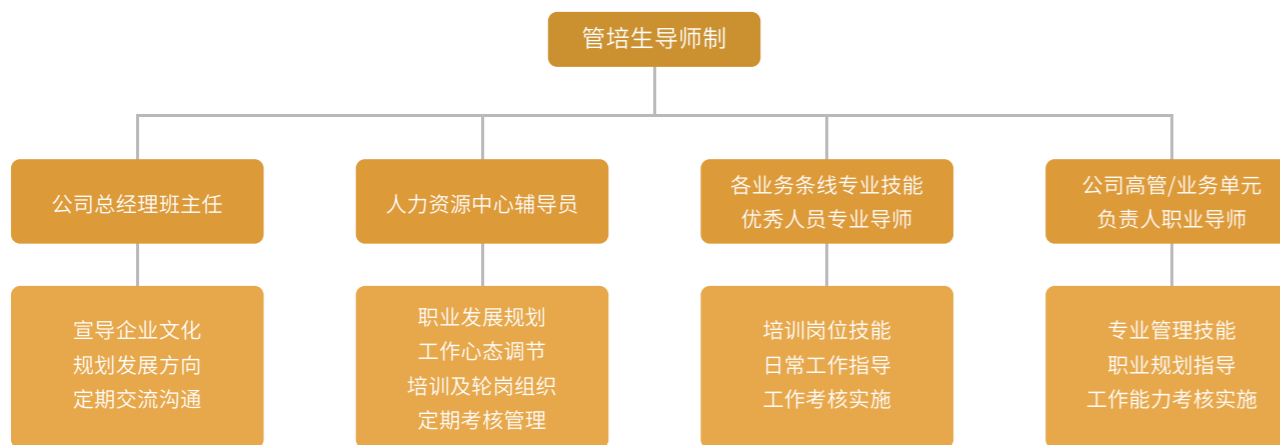 管培生导师制
公司总经理班主任
宣导企业文化
规划发展方向
定期交流沟通
人力资源中心辅导员
职业发展规划
工作心态调节
培训及轮岗组织
定期考核管理
各业务条线专业技能
优秀人员专业导师
培训岗位技能
日常工作指导
工作考核实施
公司高管/业务单元
负责人职业导师
专业管理技能
职业规划指导
工作能力考核实施